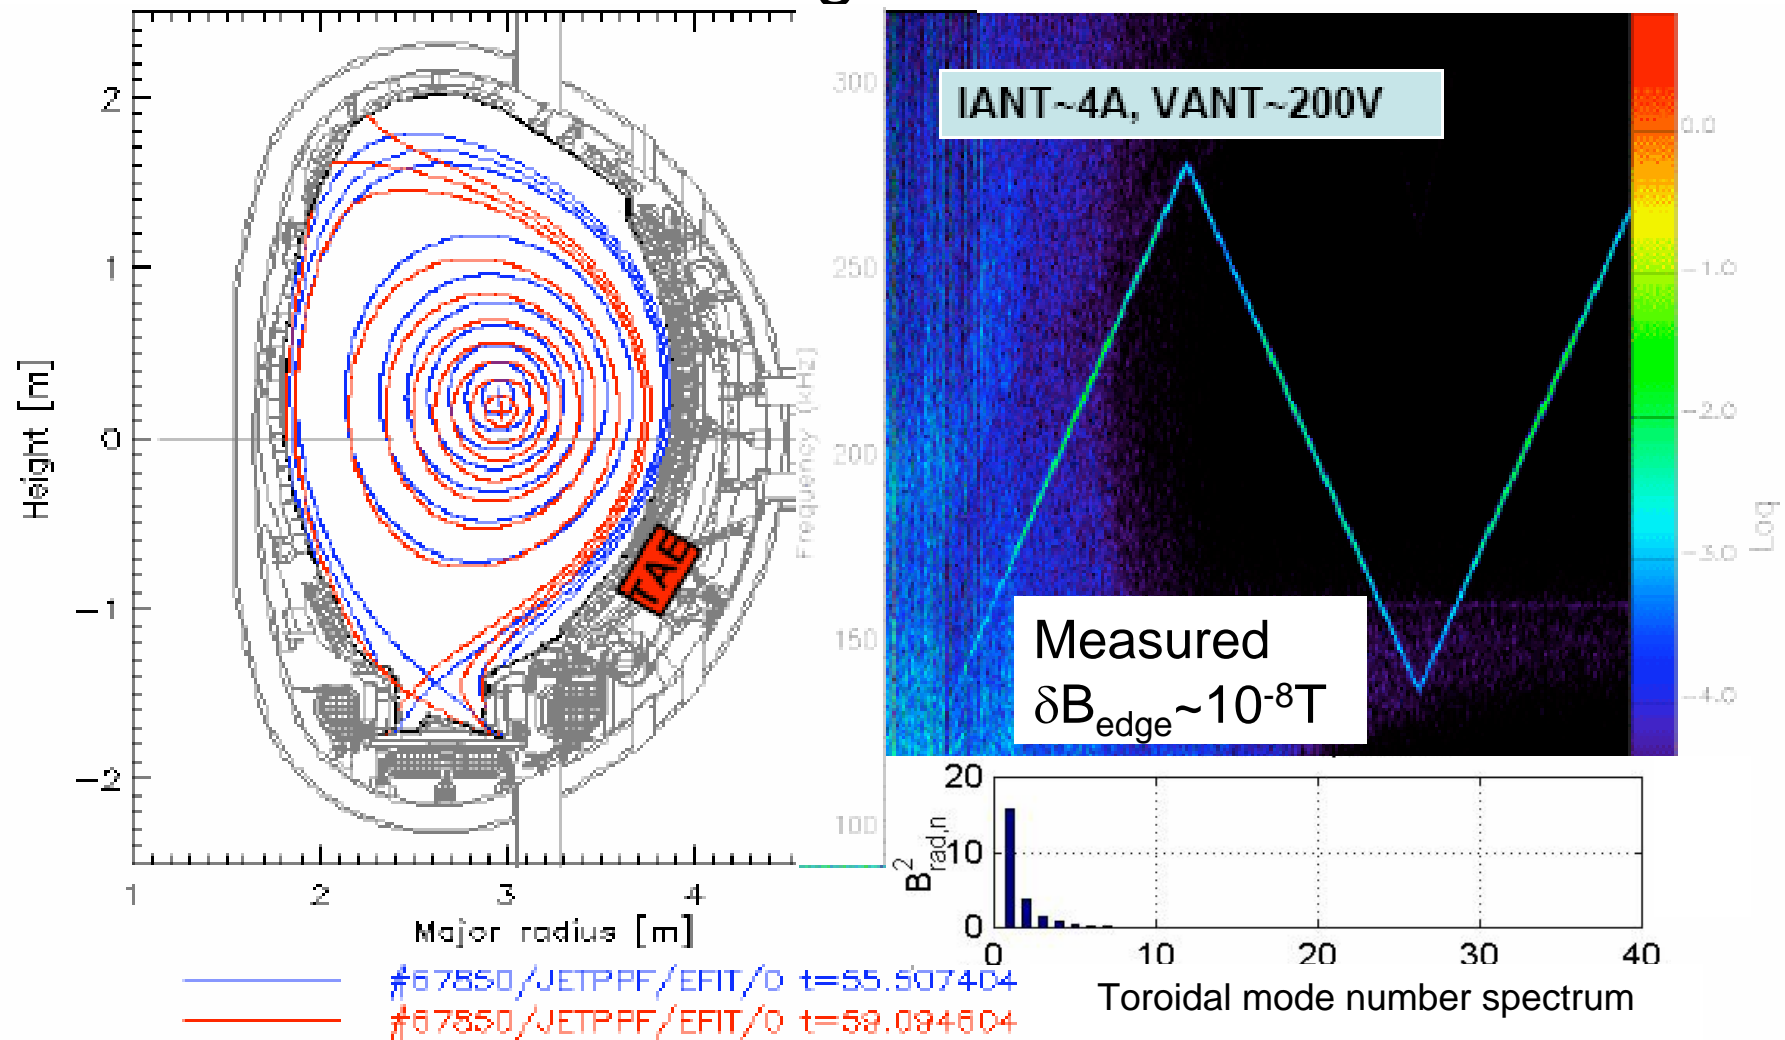 2
1
0
−1
−2
Height [m]
1
2
3
4
Major radius [m]
TAE
#67850/JETPPF/EFIT/0 t=55.507404
#67850/JETPPF/EFIT/0 t=59.094604
300
250
200
150
100
Frequency [kHz]
IANT~4A, VANT~200V
Measured
δBedge~10-8T
0.0
−1.0
−2.0
−3.0
−4.0
Log
20
10
0
B2rad,n
0
10
20
30
40
Toroidal mode number spectrum